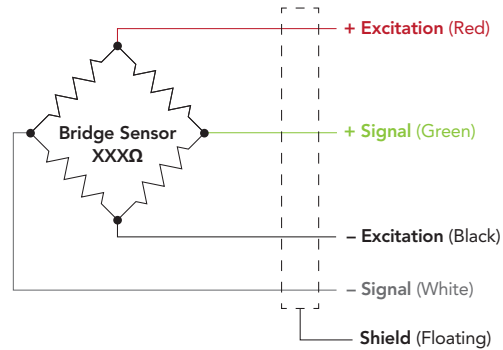 + Excitation (Red)
Bridge Sensor
XXXΩ
+ Signal (Green)
– Excitation (Black)
– Signal (White)
Shield (Floating)